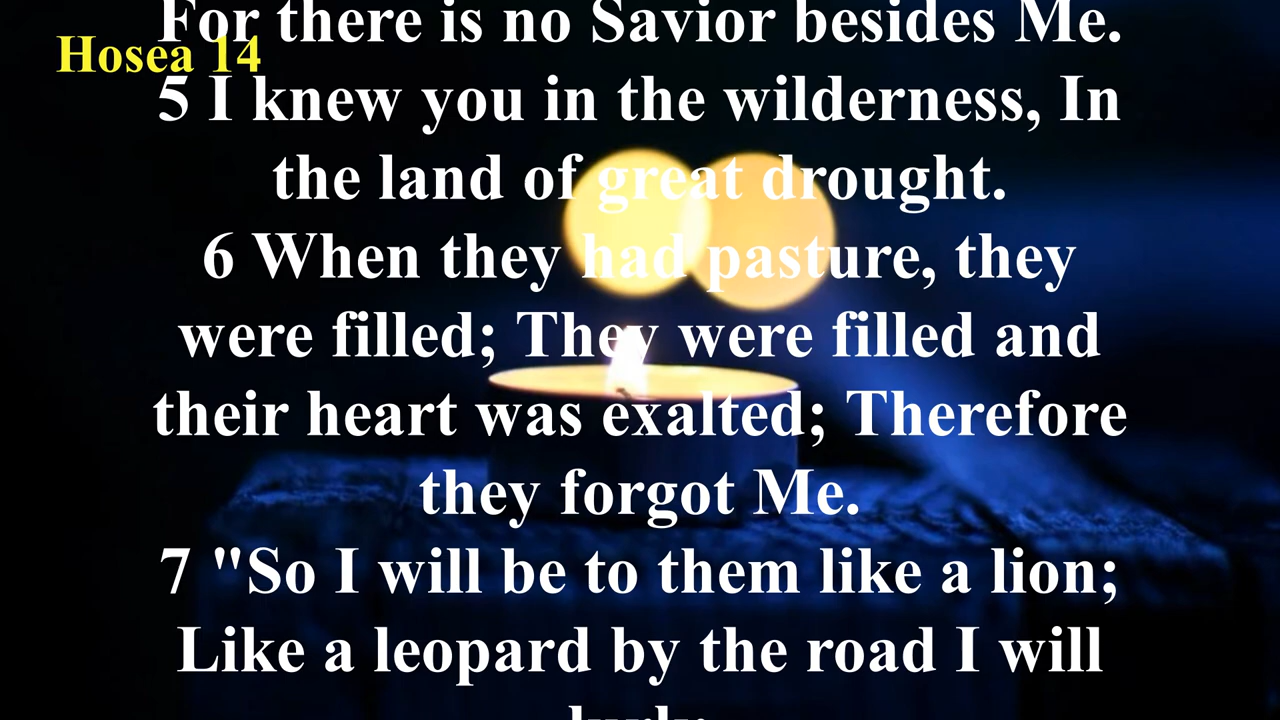 For there is no Savior besides Me.
Hosea 14
5 I knew you in the wilderness, In
the land of great drought.
6 When they had pasture, they
were filled; They were filled and
their heart was exalted; Therefore
they forgot Me.
7 "So I will be to them like a lion;
Like a leopard by the road I will